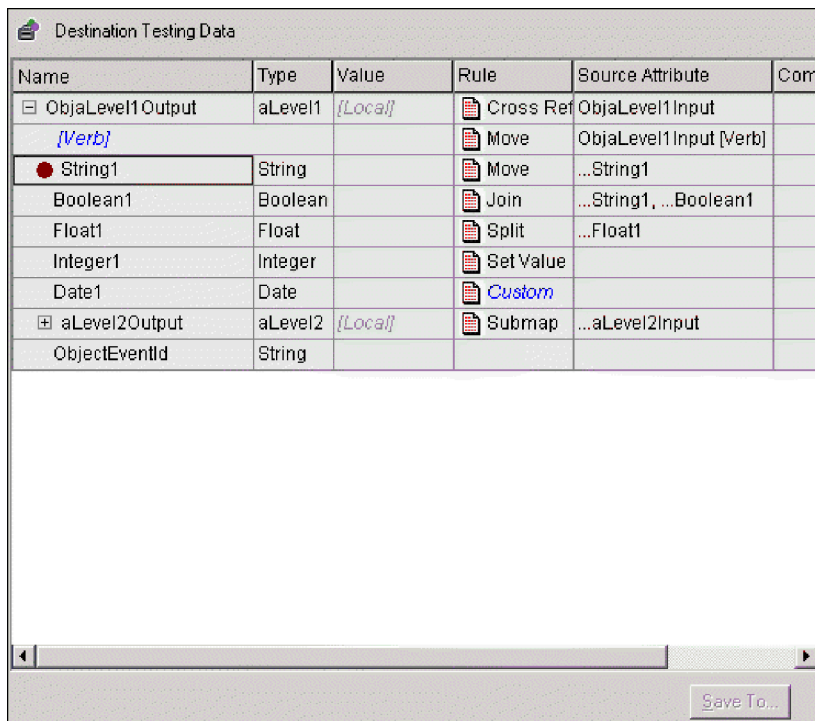 Destination Testing Data
Name Type Value Rule Source Attribute Com
ObjaLevel1Output aLevel1 [Local] Cross Ref ObjaLevel1Input
[Verb] Move ObjaLevel1Input [Verb]
String1 String Move ...String1
Boolean1 Boolean Join ...String1, ...Boolean1
Float1 Float Split ...Float1
Integer1 Integer Set Value
Date1 Date Custom
aLevel2Output aLevel2 [Local] Submap ...aLevel2Input
ObjectEventId String
Save To...